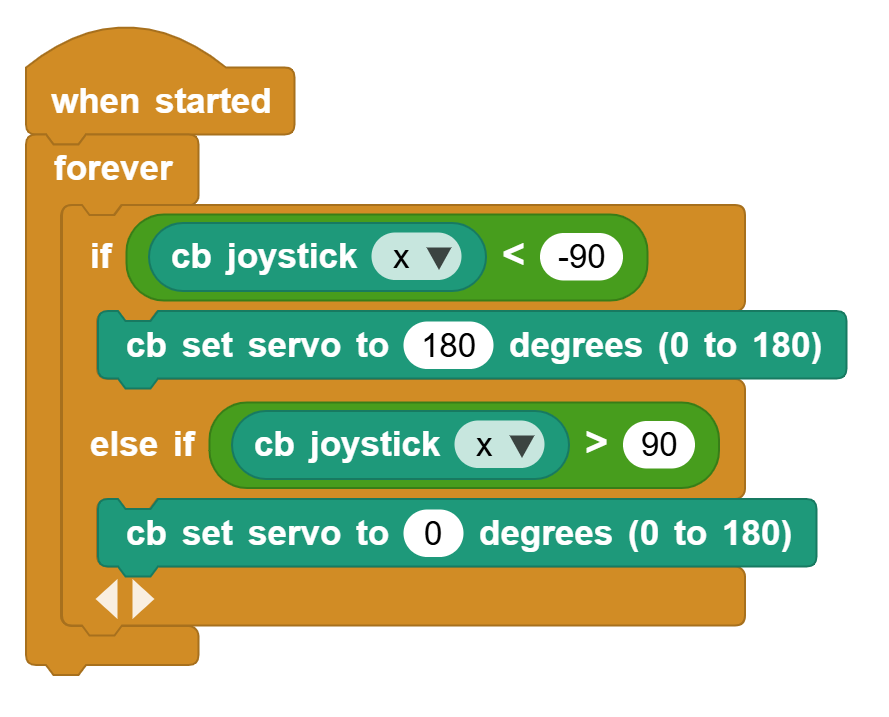 when started
forever
if cb joystick x ▼ < -90
cb set servo to 180 degrees (0 to 180)
else if cb joystick x ▼ > 90
cb set servo to 0 degrees (0 to 180)